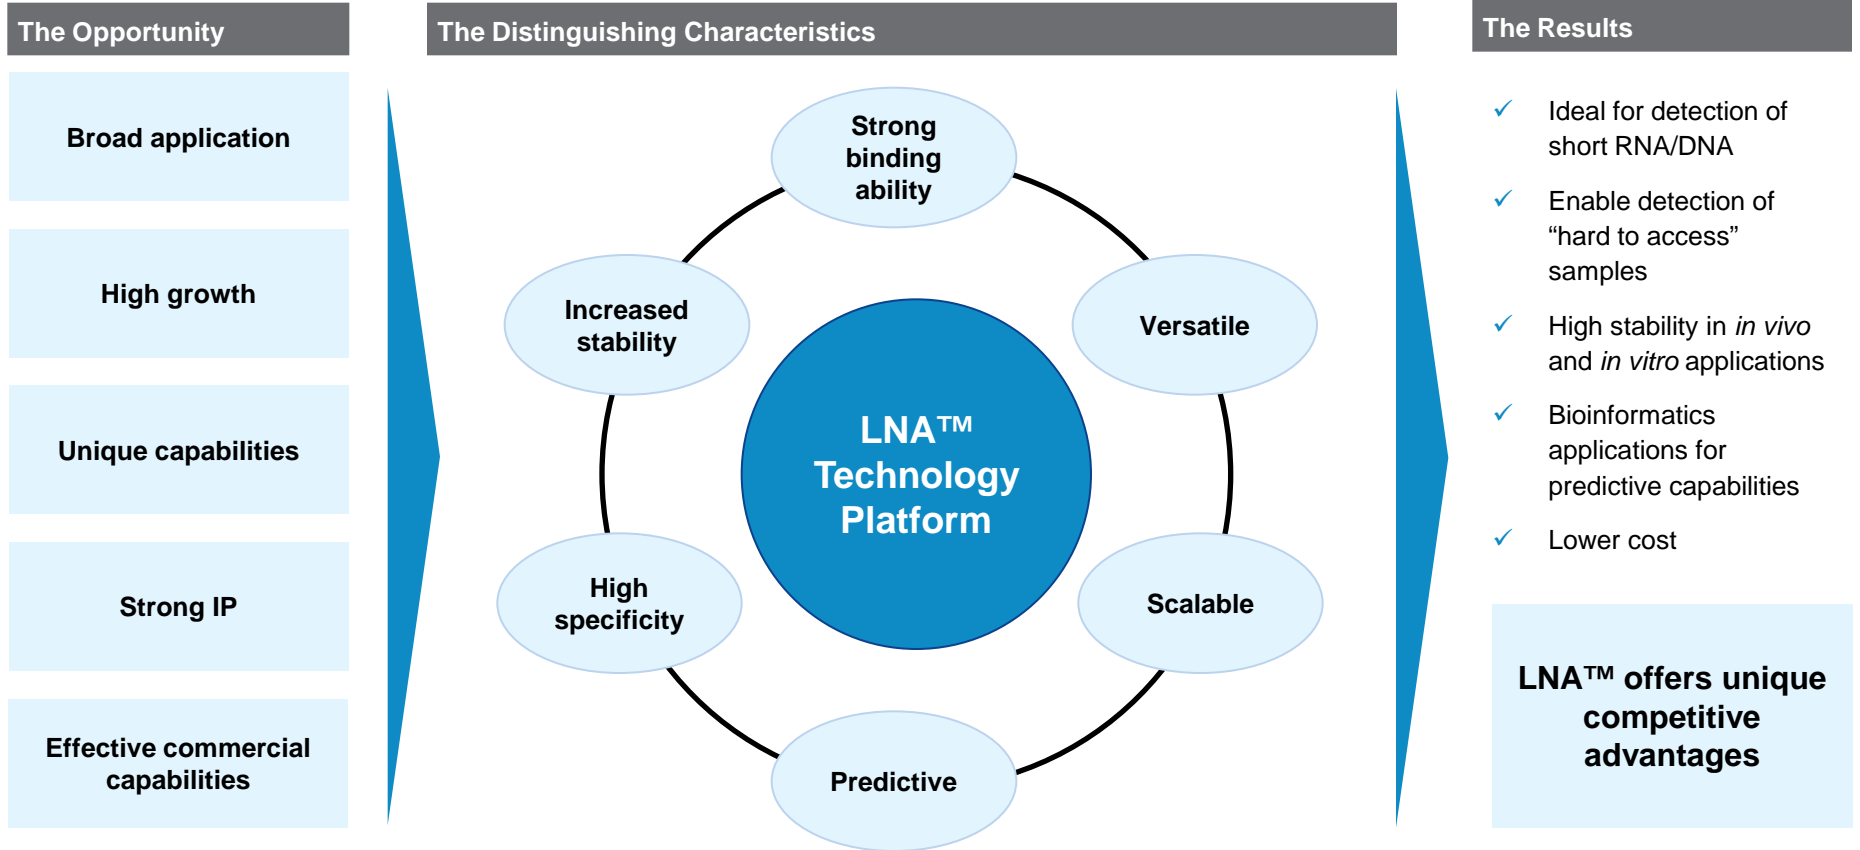 The Opportunity
Broad application
High growth
Unique capabilities
Strong IP
Effective commercial
capabilities
The Distinguishing Characteristics
Strong
binding
ability
Increased
stability
Versatile
LNA™
Technology
Platform
High
specificity
Scalable
Predictive
The Results
✓ Ideal for detection of
short RNA/DNA
✓ Enable detection of
“hard to access”
samples
✓ High stability in in vivo
and in vitro applications
✓ Bioinformatics
applications for
predictive capabilities
✓ Lower cost
LNA™ offers unique
competitive
advantages